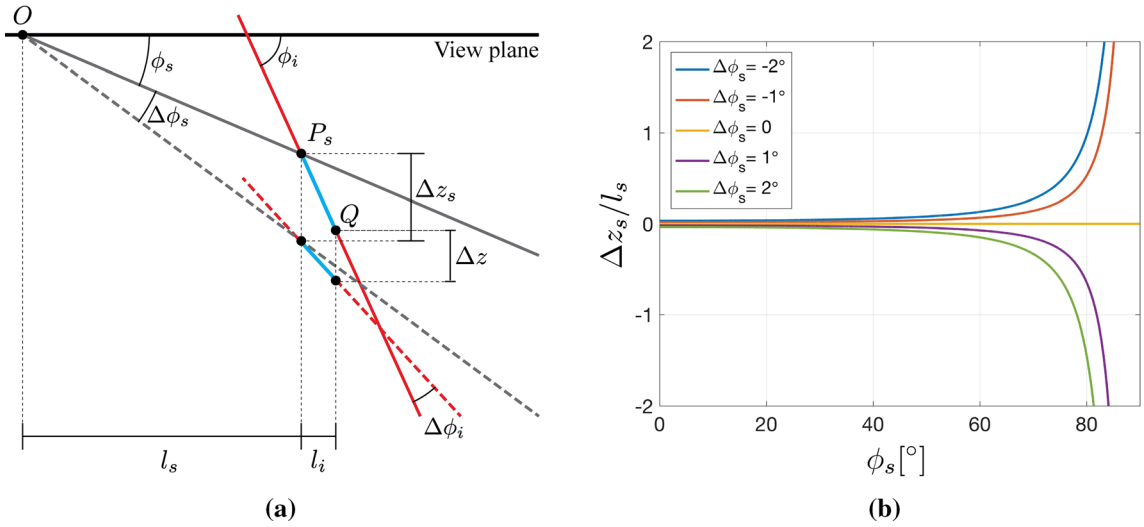 O
View plane
ϕs
ϕi
Δϕs
Ps
Δzs
Q
Δz
Δϕi
ls
li
(a)
2
1
0
-1
-2
Δzs/ls
Δϕs= -2°
Δϕs= -1°
Δϕs= 0
Δϕs= 1°
Δϕs= 2°
0 20 40 60 80
ϕs[°]
(b)